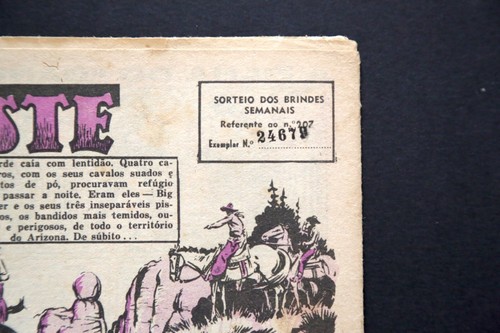 STE
SORTEIO DOS BRINDES
SEMANAIS
Referente ao n.º 207
Exemplar N.º 24679
rde caía com lentidão. Quatro ca-
ros, com os seus cavalos suados e
tos de pó, procuravam refúgio
passar a noite. Eram eles — Big
er e os seus três inseparáveis pis-
os, os bandidos mais temidos, ou-
e perigosos, de todo o território
do Arizona. De súbito . . .